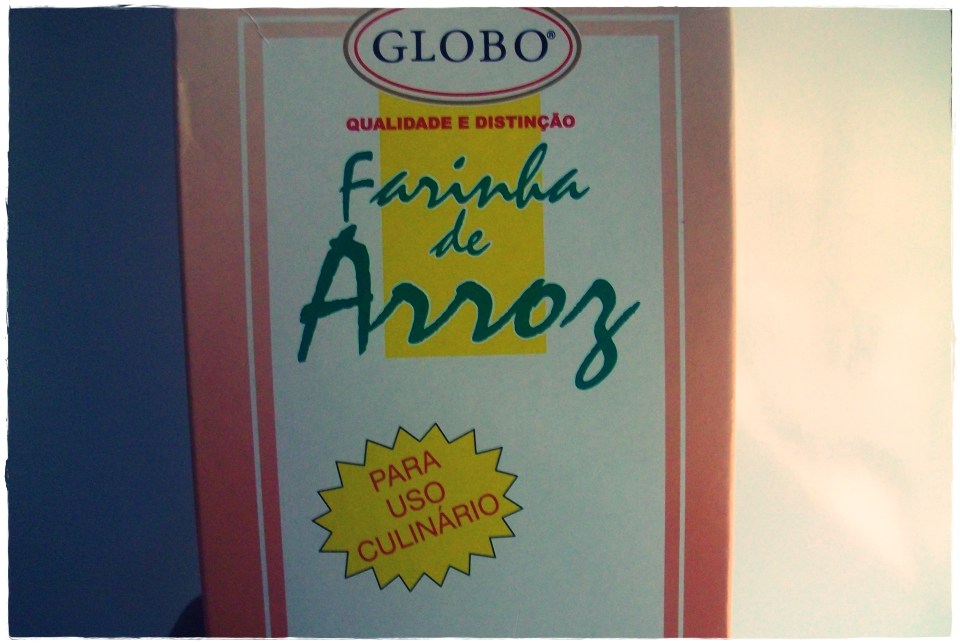 GLOBO®
QUALIDADE E DISTINÇÃO
Farinha
de
Arroz
PARA
USO
CULINÁRIO